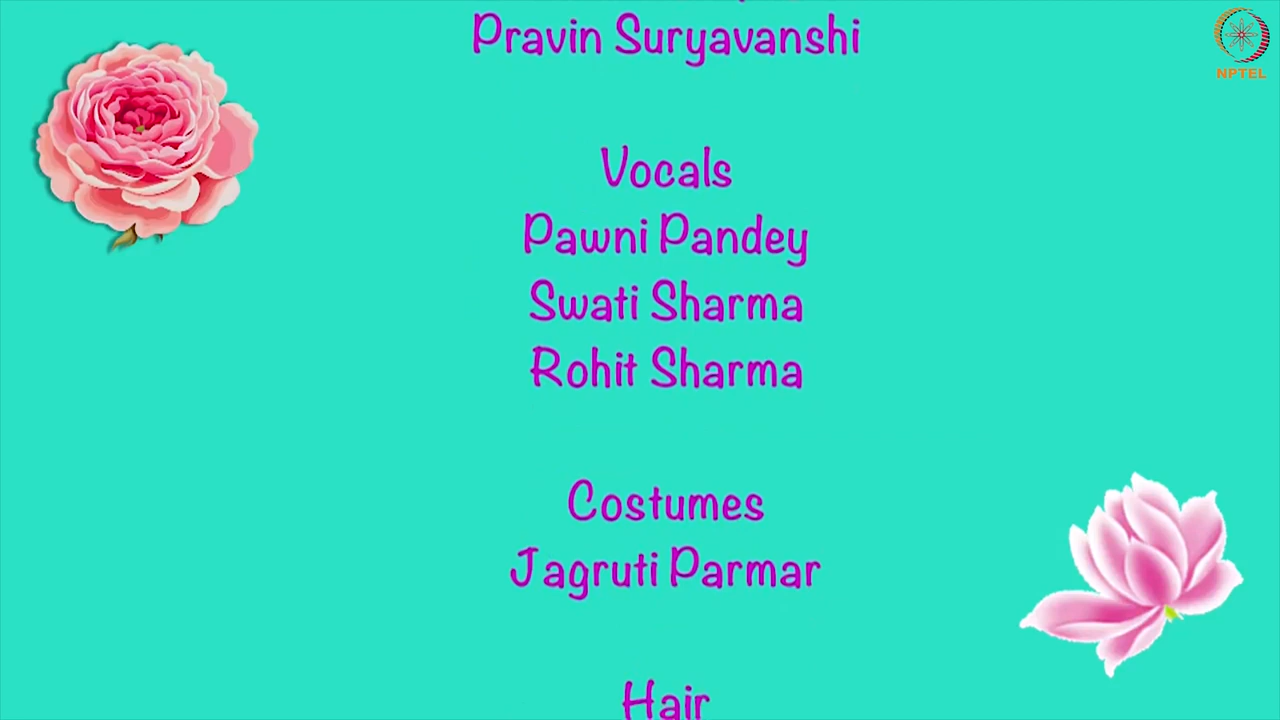 Pravin Suryavanshi
NPTEL
Vocals
Pawni Pandey
Swati Sharma
Rohit Sharma
Costumes
Jagruti Parmar
Hair